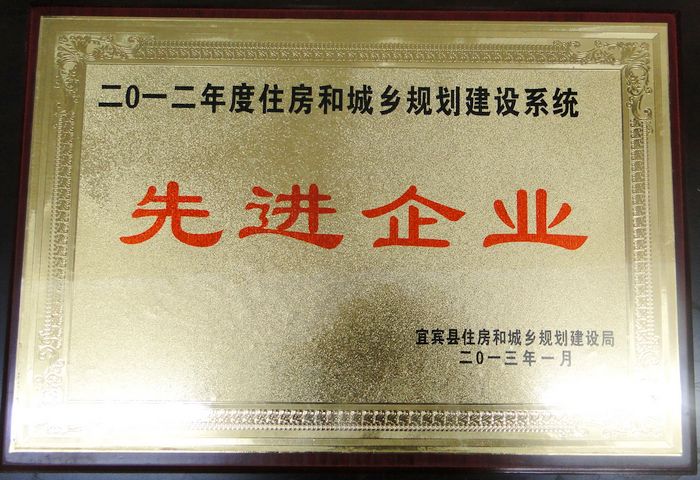 二0一二年度住房和城乡规划建设系统
先进企业
宜宾县住房和城乡规划建设局
二0一三年一月